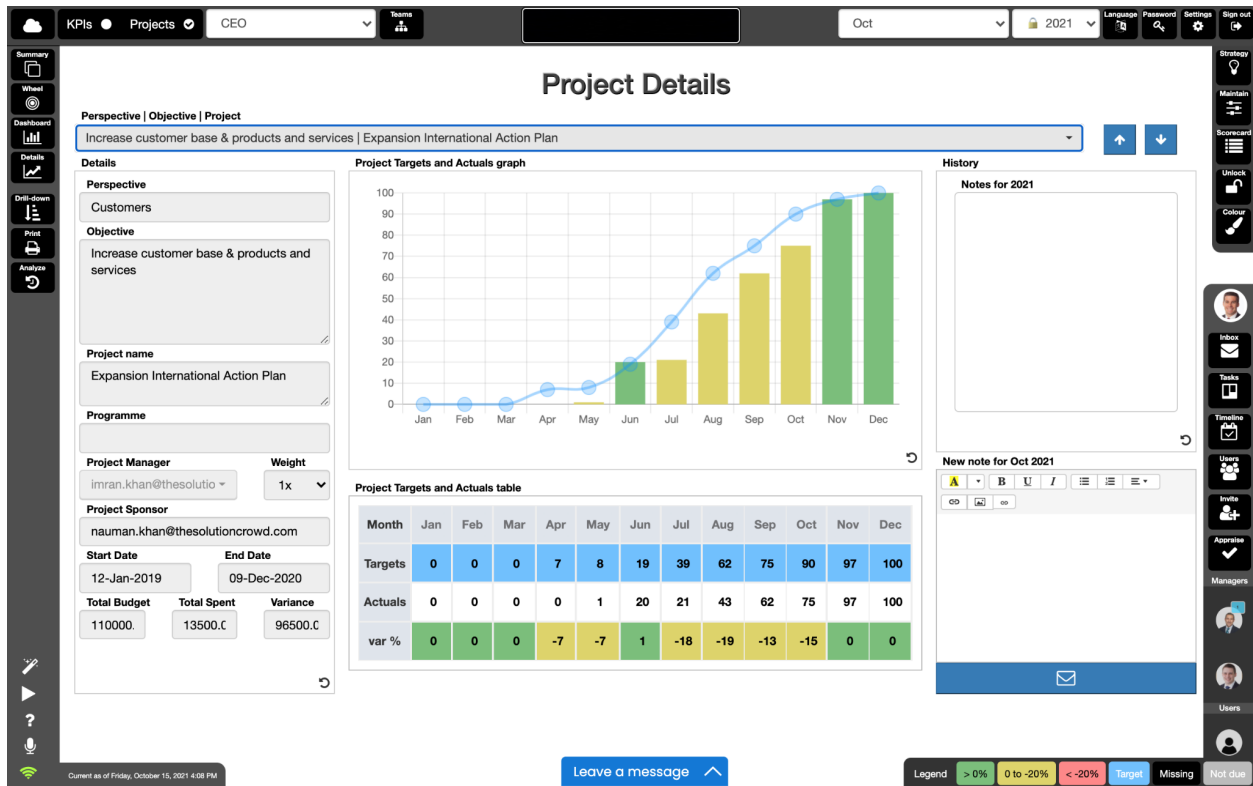 KPIs Projects CEO Teams Oct 2021 Language Password Settings Sign out
Summary
Wheel
Dashboard
Details
Drill-down
Print
Analyze
Project Details
Perspective | Objective | Project
Increase customer base & products and services | Expansion International Action Plan
Details
Perspective
Customers
Objective
Increase customer base & products and
services
Project name
Expansion International Action Plan
Programme
Project Manager Weight
imran.khan@thesolutio 1x
Project Sponsor
nauman.khan@thesolutioncrowd.com
Start Date End Date
12-Jan-2019 09-Dec-2020
Total Budget Total Spent Variance
110000. 13500.0 96500.0
Project Targets and Actuals graph
100
90
80
70
60
50
40
30
20
10
0
Jan Feb Mar Apr May Jun Jul Aug Sep Oct Nov Dec
Project Targets and Actuals table
Month Jan Feb Mar Apr May Jun Jul Aug Sep Oct Nov Dec
Targets 0 0 0 7 8 19 39 62 75 90 97 100
Actuals 0 0 0 0 1 20 21 43 62 75 97 100
var % 0 0 0 -7 -7 1 -18 -19 -13 -15 0 0
History
Notes for 2021
New note for Oct 2021
A B U I
Strategy
Maintain
Scorecard
Unlock
Colour
Inbox
Tasks
Timeline
Users
Invite
Appraise
Managers
Users
Current as of Friday, October 15, 2021 4:08 PM
Leave a message
Legend > 0% 0 to -20% < -20% Target Missing Not due